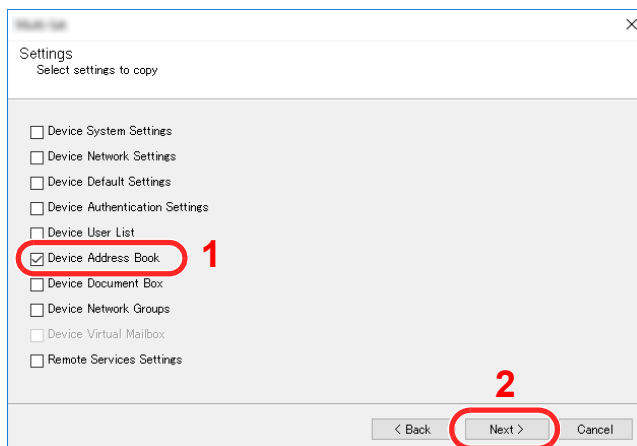 Settings
Select settings to copy
Device System Settings
Device Network Settings
Device Default Settings
Device Authentication Settings
Device User List
Device Address Book 1
Device Document Box
Device Network Groups
Device Virtual Mailbox
Remote Services Settings
2
< Back Next > Cancel